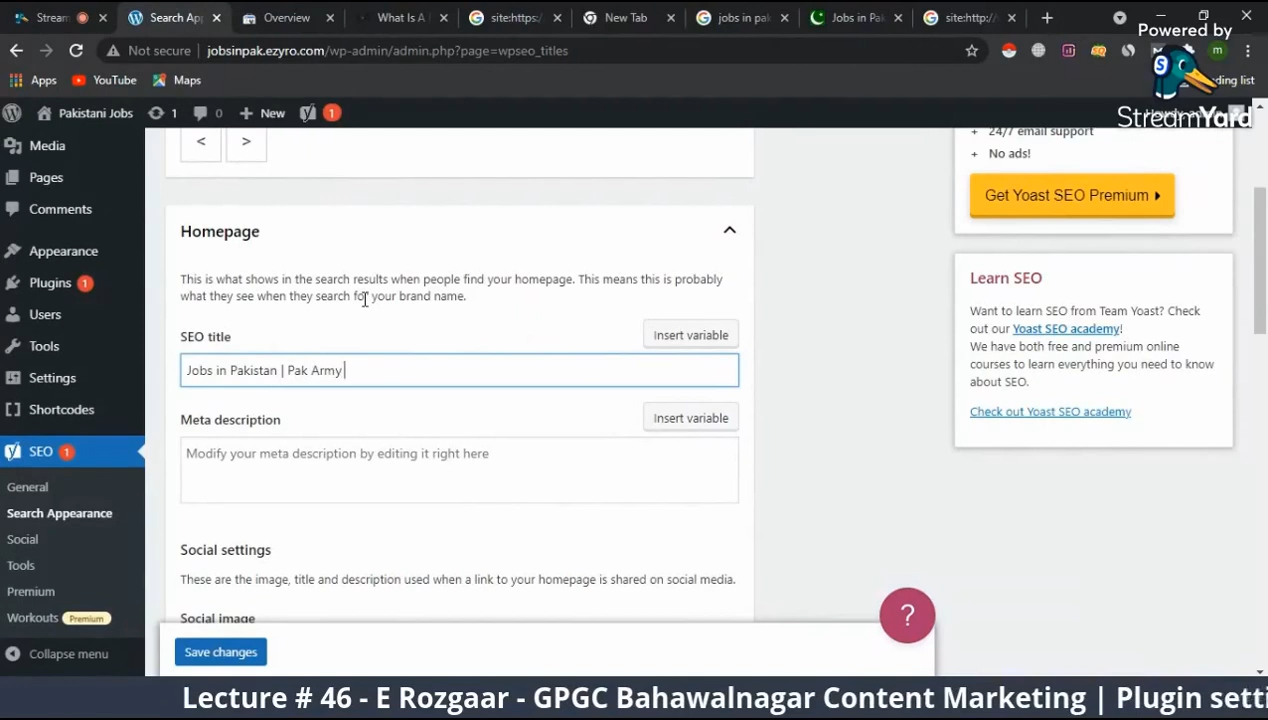 Stream
Search Ap
Overview
What Is A
site:https:/
New Tab
jobs in pak
Jobs in Pa
site:http://
Powered by
Not secure
jobsinpak.ezyro.com/wp-admin/admin.php?page=wpseo_titles
Apps
YouTube
Maps
ding list
StreamYard
Pakistani Jobs
1
0
New
1
Media
Pages
Comments
Appearance
Plugins 1
Users
Tools
Settings
Shortcodes
SEO 1
General
Search Appearance
Social
Tools
Premium
Workouts Premium
Collapse menu
< >
Homepage
This is what shows in the search results when people find your homepage. This means this is probably
what they see when they search for your brand name.
SEO title
Insert variable
Jobs in Pakistan | Pak Army
Meta description
Insert variable
Modify your meta description by editing it right here
Social settings
These are the image, title and description used when a link to your homepage is shared on social media.
Social image
Save changes
?
+ 24/7 email support
+ No ads!
Get Yoast SEO Premium
Learn SEO
Want to learn SEO from Team Yoast? Check
out our Yoast SEO academy!
We have both free and premium online
courses to learn everything you need to know
about SEO.
Check out Yoast SEO academy
Lecture # 46 - E Rozgaar - GPGC Bahawalnagar Content Marketing | Plugin setti